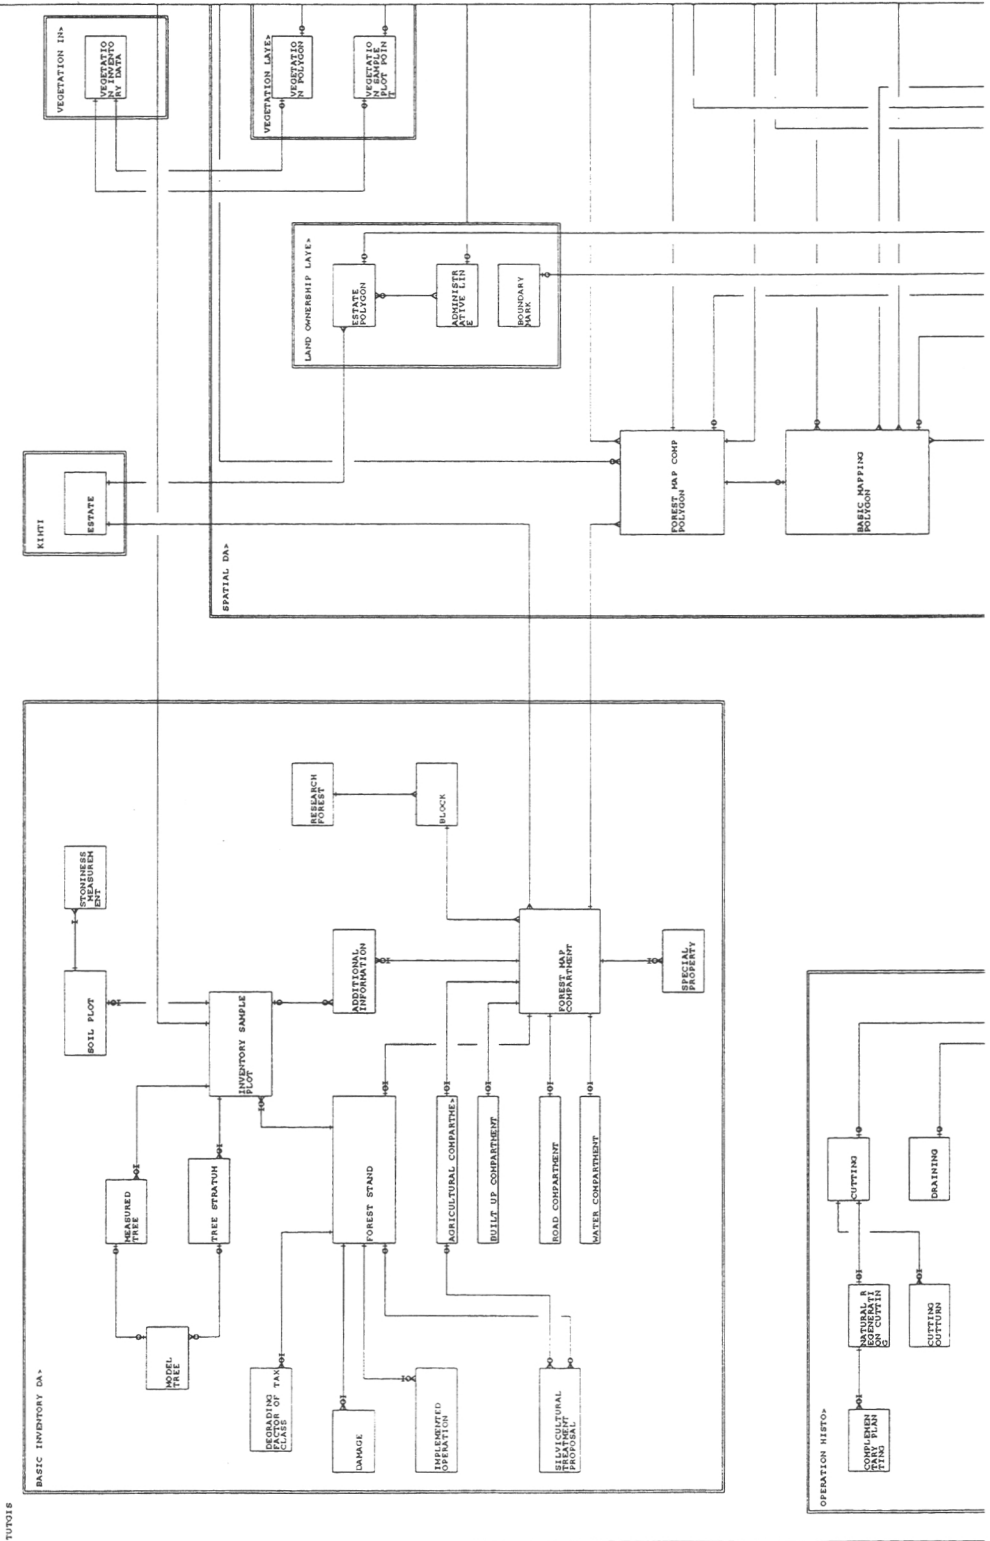 TUTGIS
BASIC INVENTORY DA>
MODEL
TREE
MEASURED
TREE
TREE STRATUM
SOIL PLOT
STONINESS
MEASUREM
ENT
INVENTORY SAMPLE
PLOT
ADDITIONAL
INFORMATION
RESEARCH
FOREST
BLOCK
DEGRADING
FACTOR OF TAX
CLASS
DAMAGE
IMPLEMENTED
OPERATION
SILVICULTURAL
TREATMENT
PROPOSAL
FOREST STAND
AGRICULTURAL COMPARTME>
BUILT UP COMPARTMENT
ROAD COMPARTMENT
WATER COMPARTMENT
FOREST MAP
COMPARTMENT
SPECIAL
PROPERTY
KIHTI
ESTATE
VEGETATION IN>
VEGETATIO
N INVENTO
RY DATA
SPATIAL DA>
VEGETATION LAYE>
VEGETATIO
N POLYGON
VEGETATIO
N SAMPLE
PLOT POIN
T
LAND OWNERSHIP LAYE>
ESTATE
POLYGON
ADMINISTR
ATIVE LIN
E
BOUNDARY
MARK
FOREST MAP COMP
POLYGON
BASIC MAPPING
POLYGON
OPERATION HISTO>
COMPLEMEN
TARY PLAN
TING
NATURAL R
EGENERATI
ON CUTTIN
G
CUTTING
OUTTURN
CUTTING
DRAINING